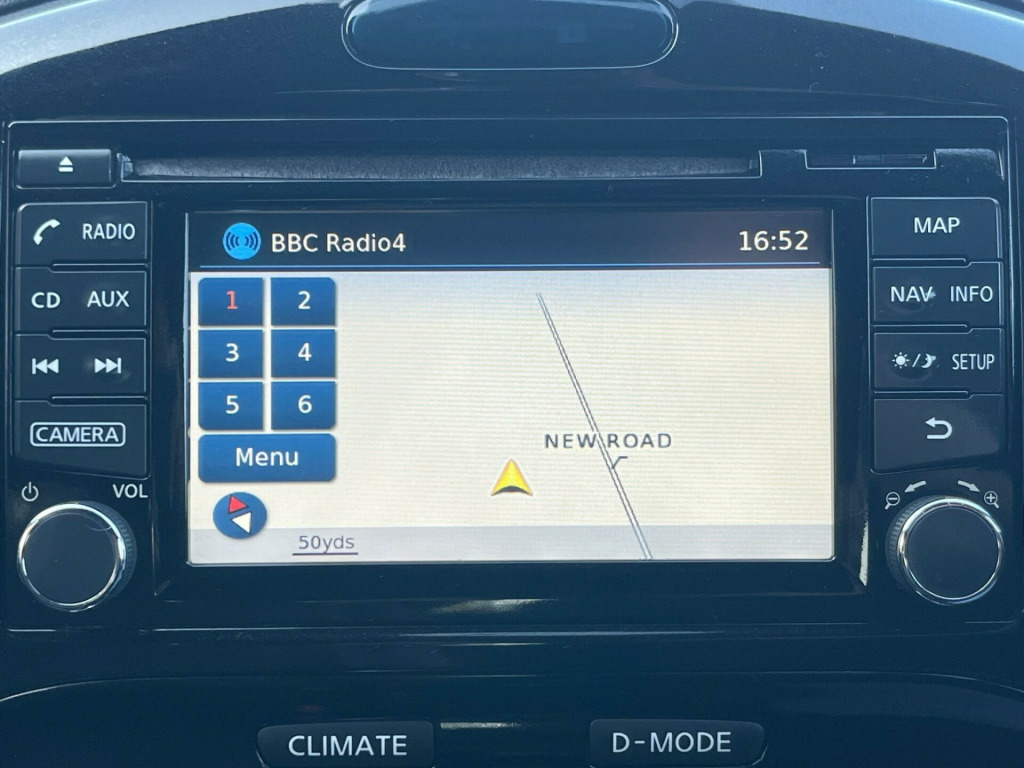 RADIO
CD AUX
CAMERA
VOL
BBC Radio4 16:52
1 2
3 4
5 6
Menu
NEW ROAD
50yds
MAP
NAV INFO
SETUP
CLIMATE
D-MODE